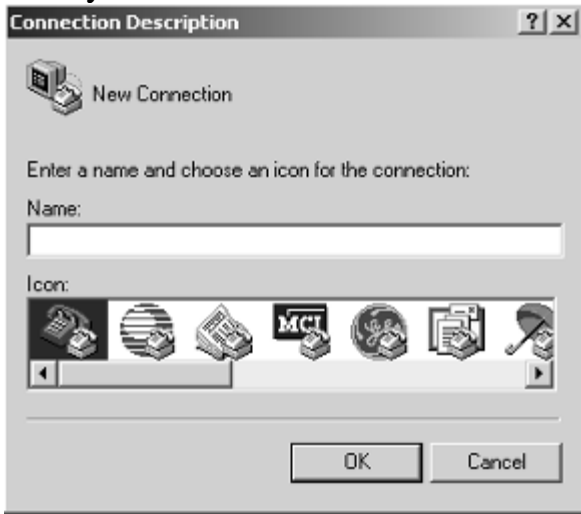 Connection Description
New Connection
Enter a name and choose an icon for the connection:
Name:
Icon:
MCI
OK Cancel